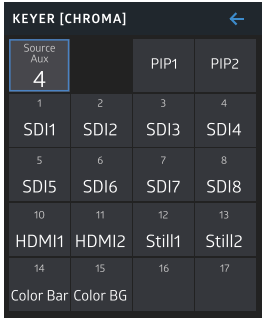 KEYER [CHROMA]
Source
Aux
4
PIP1 PIP2
1 2 3 4
SDI1 SDI2 SDI3 SDI4
5 6 7 8
SDI5 SDI6 SDI7 SDI8
10 11 12 13
HDMI1 HDMI2 Still1 Still2
14 15 16 17
Color Bar Color BG